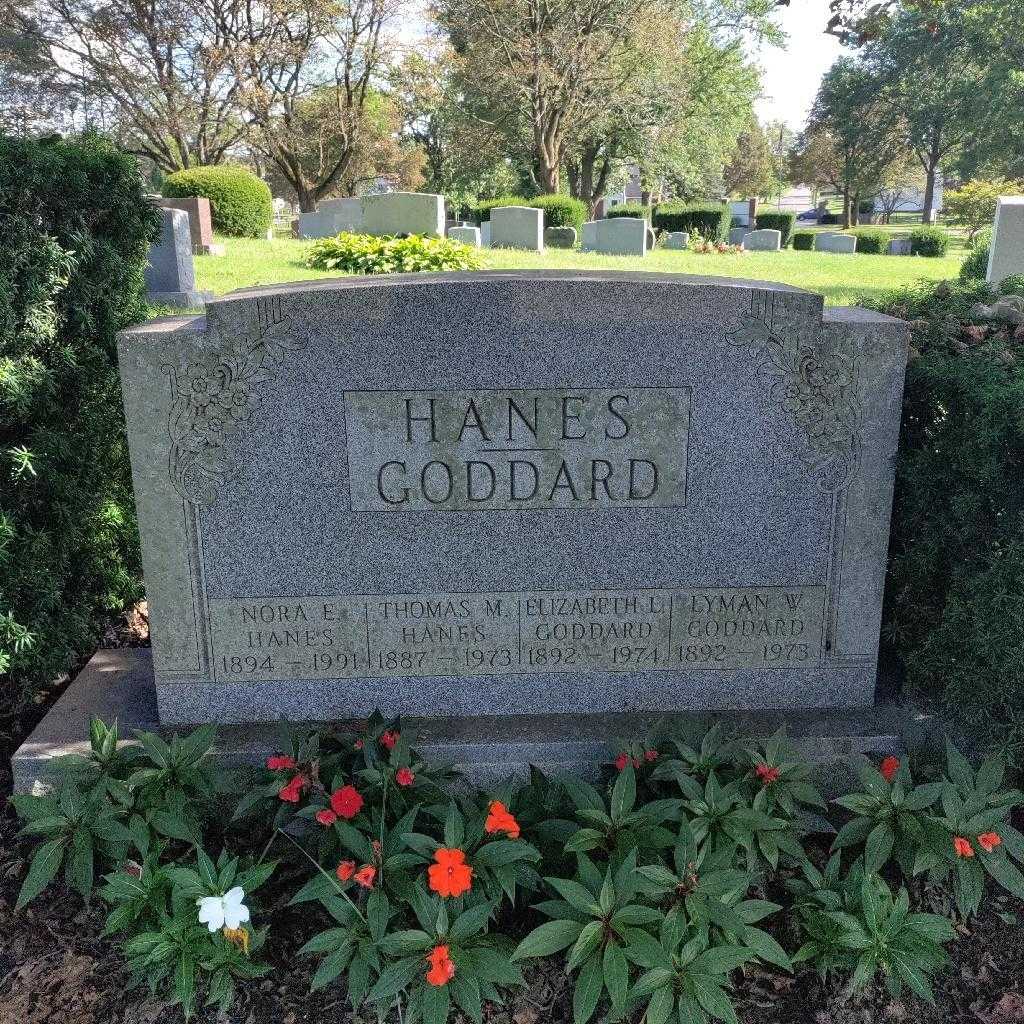 HANES
GODDARD
NORA E.
HANES
1894 – 1991
THOMAS M.
HANES
1887 – 1973
ELIZABETH L.
GODDARD
1892 – 1974
LYMAN W.
GODDARD
1892 – 1973